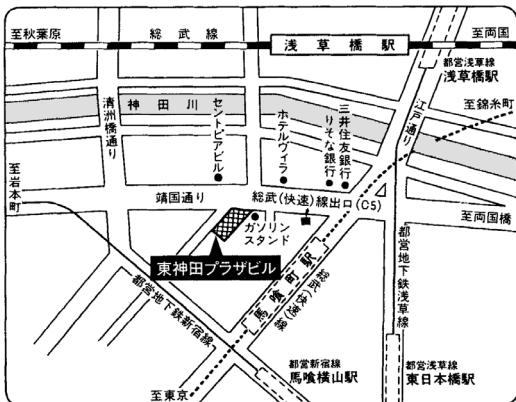 至秋葉原
総武線
浅草橋駅
至両国
都営浅草線
浅草橋駅
神田川
清洲橋通り
セントピアビル
ホテルヴィラ
りそな銀行
三井住友銀行
江戸通り
至錦糸町
至岩本町
靖国通り
総武(快速)線出口(C5)
至両国橋
ガソリン
スタンド
東神田プラザビル
馬喰町駅
総武(快速)線
都営地下鉄浅草線
都営地下鉄新宿線
都営新宿線
馬喰横山駅
都営浅草線
東日本橋駅
至東京